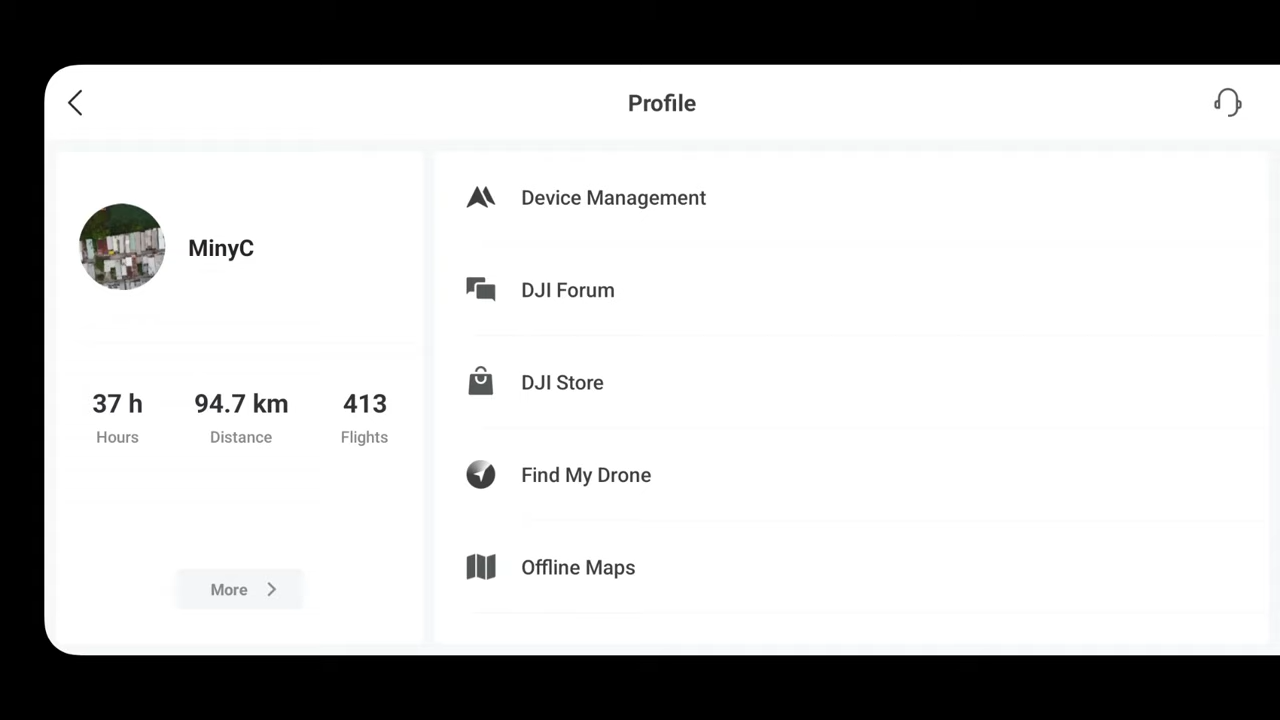 Profile
MinyC
37 h 94.7 km 413
Hours Distance Flights
More
Device Management
DJI Forum
DJI Store
Find My Drone
Offline Maps